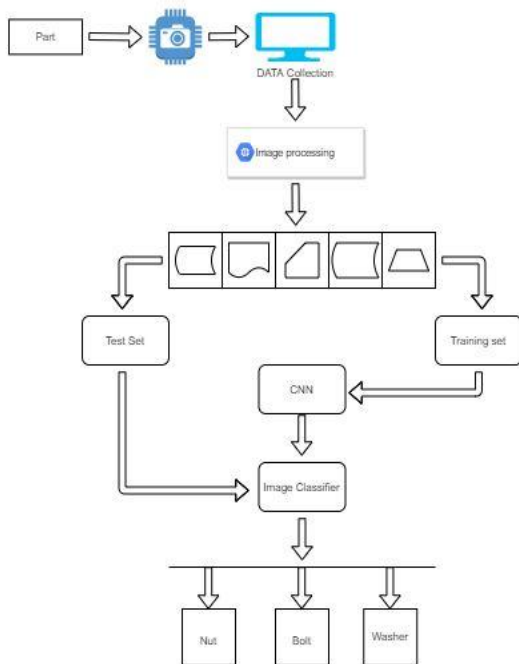 Part
DATA Collection
Image processing
Test Set
Training set
CNN
Image Classifier
Nut
Bolt
Washer